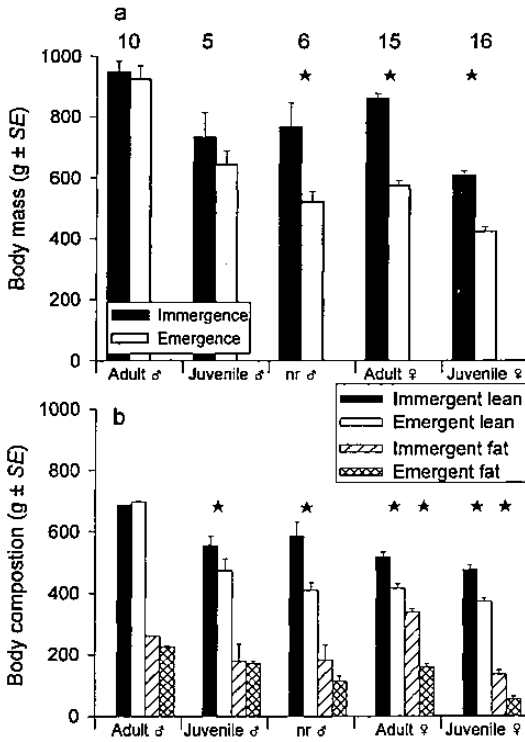 a
10 5 6 15 16
1000
800
600
400
200
0
Body mass (g ± SE)
★ ★ ★
Immergence
Emergence
Adult ♂ Juvenile ♂ nr ♂ Adult ♀ Juvenile ♀
b
Immergent lean
Emergent lean
Immergent fat
Emergent fat
1000
800
600
400
200
0
Body compostion (g ± SE)
★ ★ ★ ★ ★ ★
Adult ♂ Juvenile ♂ nr ♂ Adult ♀ Juvenile ♀